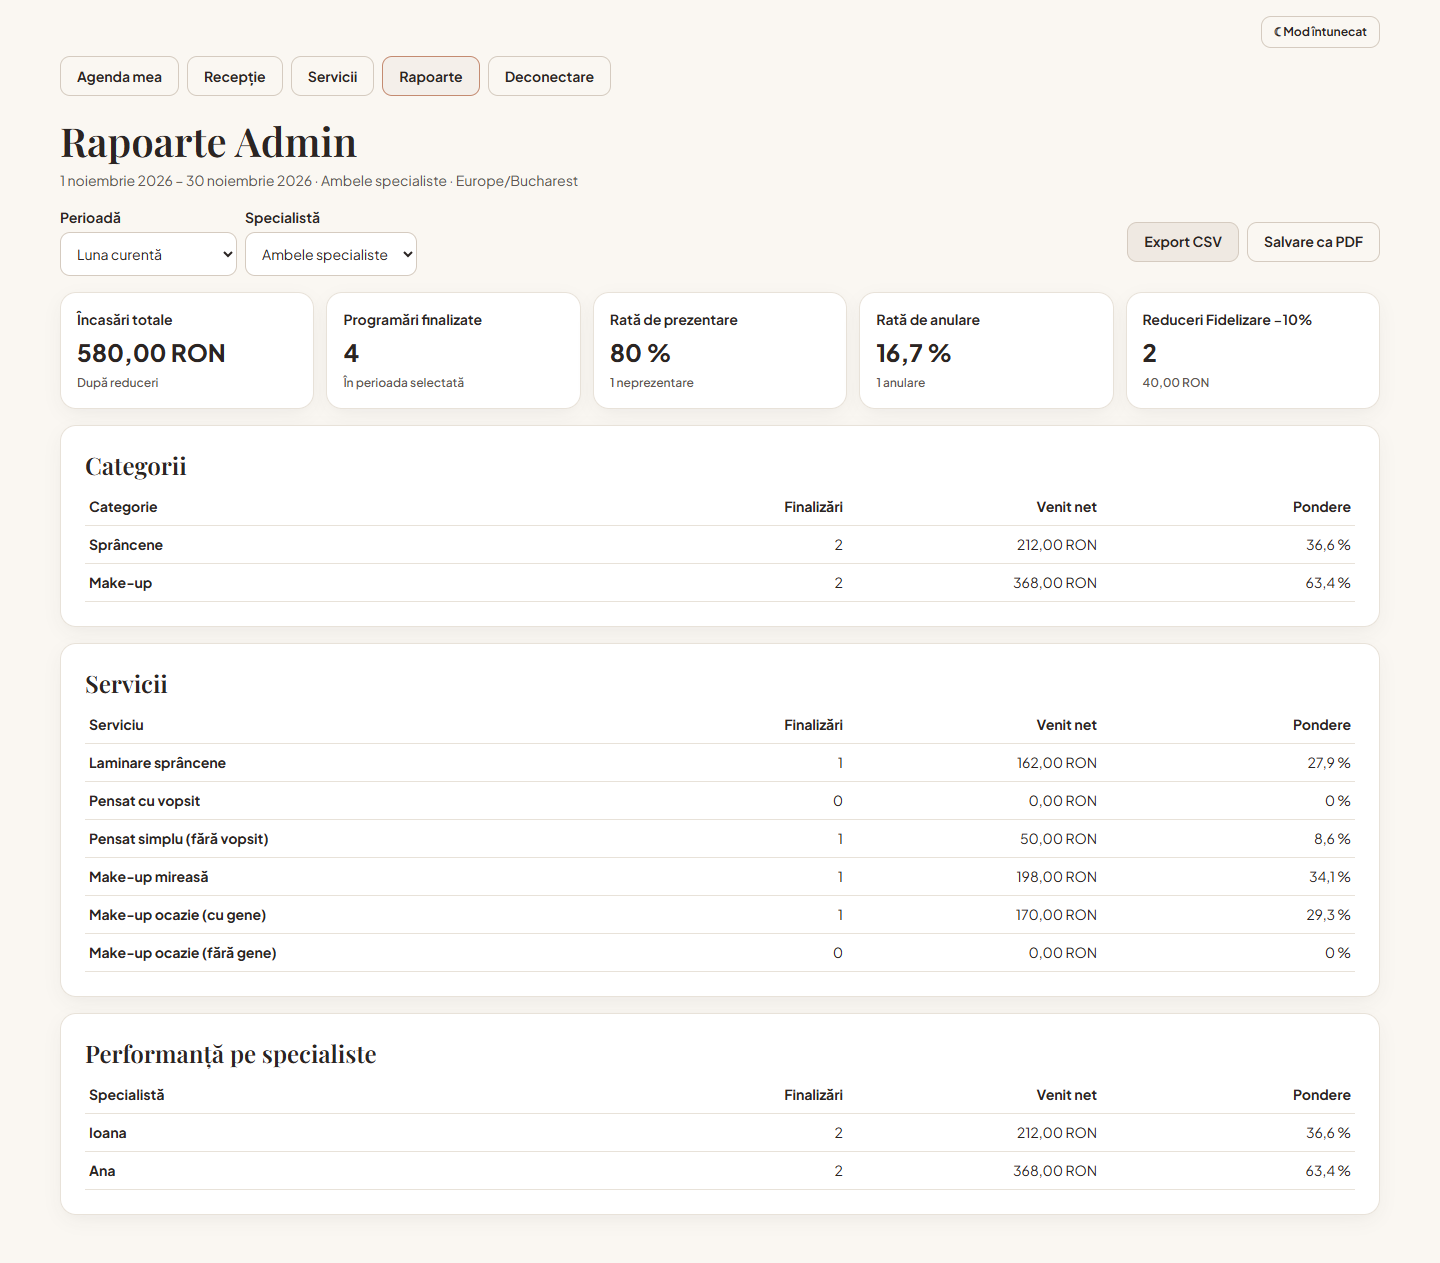 ☾ Mod întunecat
Agenda mea Recepție Servicii Rapoarte Deconectare
Rapoarte Admin
1 noiembrie 2026 – 30 noiembrie 2026 · Ambele specialiste · Europe/Bucharest
Perioadă Specialistă
Luna curentă Ambele specialiste Export CSV Salvare ca PDF
Încasări totale
580,00 RON
După reduceri
Programări finalizate
4
În perioada selectată
Rată de prezentare
80 %
1 neprezentare
Rată de anulare
16,7 %
1 anulare
Reduceri Fidelizare −10%
2
40,00 RON
Categorii
Categorie Finalizări Venit net Pondere
Sprâncene 2 212,00 RON 36,6 %
Make-up 2 368,00 RON 63,4 %
Servicii
Serviciu Finalizări Venit net Pondere
Laminare sprâncene 1 162,00 RON 27,9 %
Pensat cu vopsit 0 0,00 RON 0 %
Pensat simplu (fără vopsit) 1 50,00 RON 8,6 %
Make-up mireasă 1 198,00 RON 34,1 %
Make-up ocazie (cu gene) 1 170,00 RON 29,3 %
Make-up ocazie (fără gene) 0 0,00 RON 0 %
Performanță pe specialiste
Specialistă Finalizări Venit net Pondere
Ioana 2 212,00 RON 36,6 %
Ana 2 368,00 RON 63,4 %